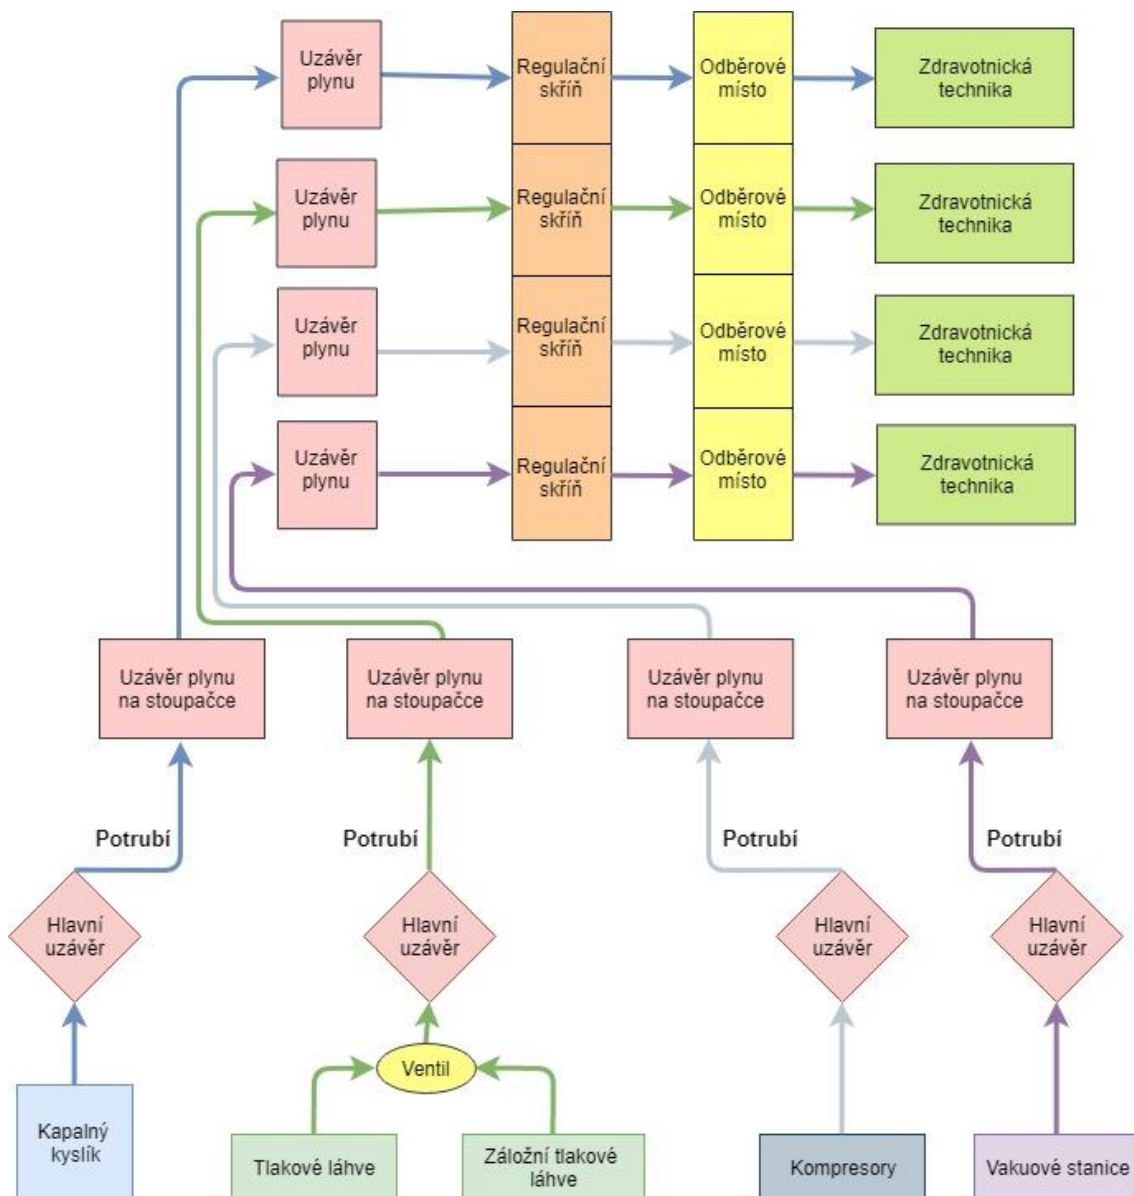 Uzávěr
plynu
Regulační
skříň
Odběrové
místo
Zdravotnická
technika
Uzávěr
plynu
Regulační
skříň
Odběrové
místo
Zdravotnická
technika
Uzávěr
plynu
Regulační
skříň
Odběrové
místo
Zdravotnická
technika
Uzávěr
plynu
Regulační
skříň
Odběrové
místo
Zdravotnická
technika
Uzávěr plynu
na stoupačce
Uzávěr plynu
na stoupačce
Uzávěr plynu
na stoupačce
Uzávěr plynu
na stoupačce
Potrubí
Potrubí
Potrubí
Potrubí
Hlavní
uzávěr
Hlavní
uzávěr
Hlavní
uzávěr
Hlavní
uzávěr
Ventil
Kapalný
kyslík
Tlakové láhve
Záložní tlakové
láhve
Kompresory
Vakuové stanice